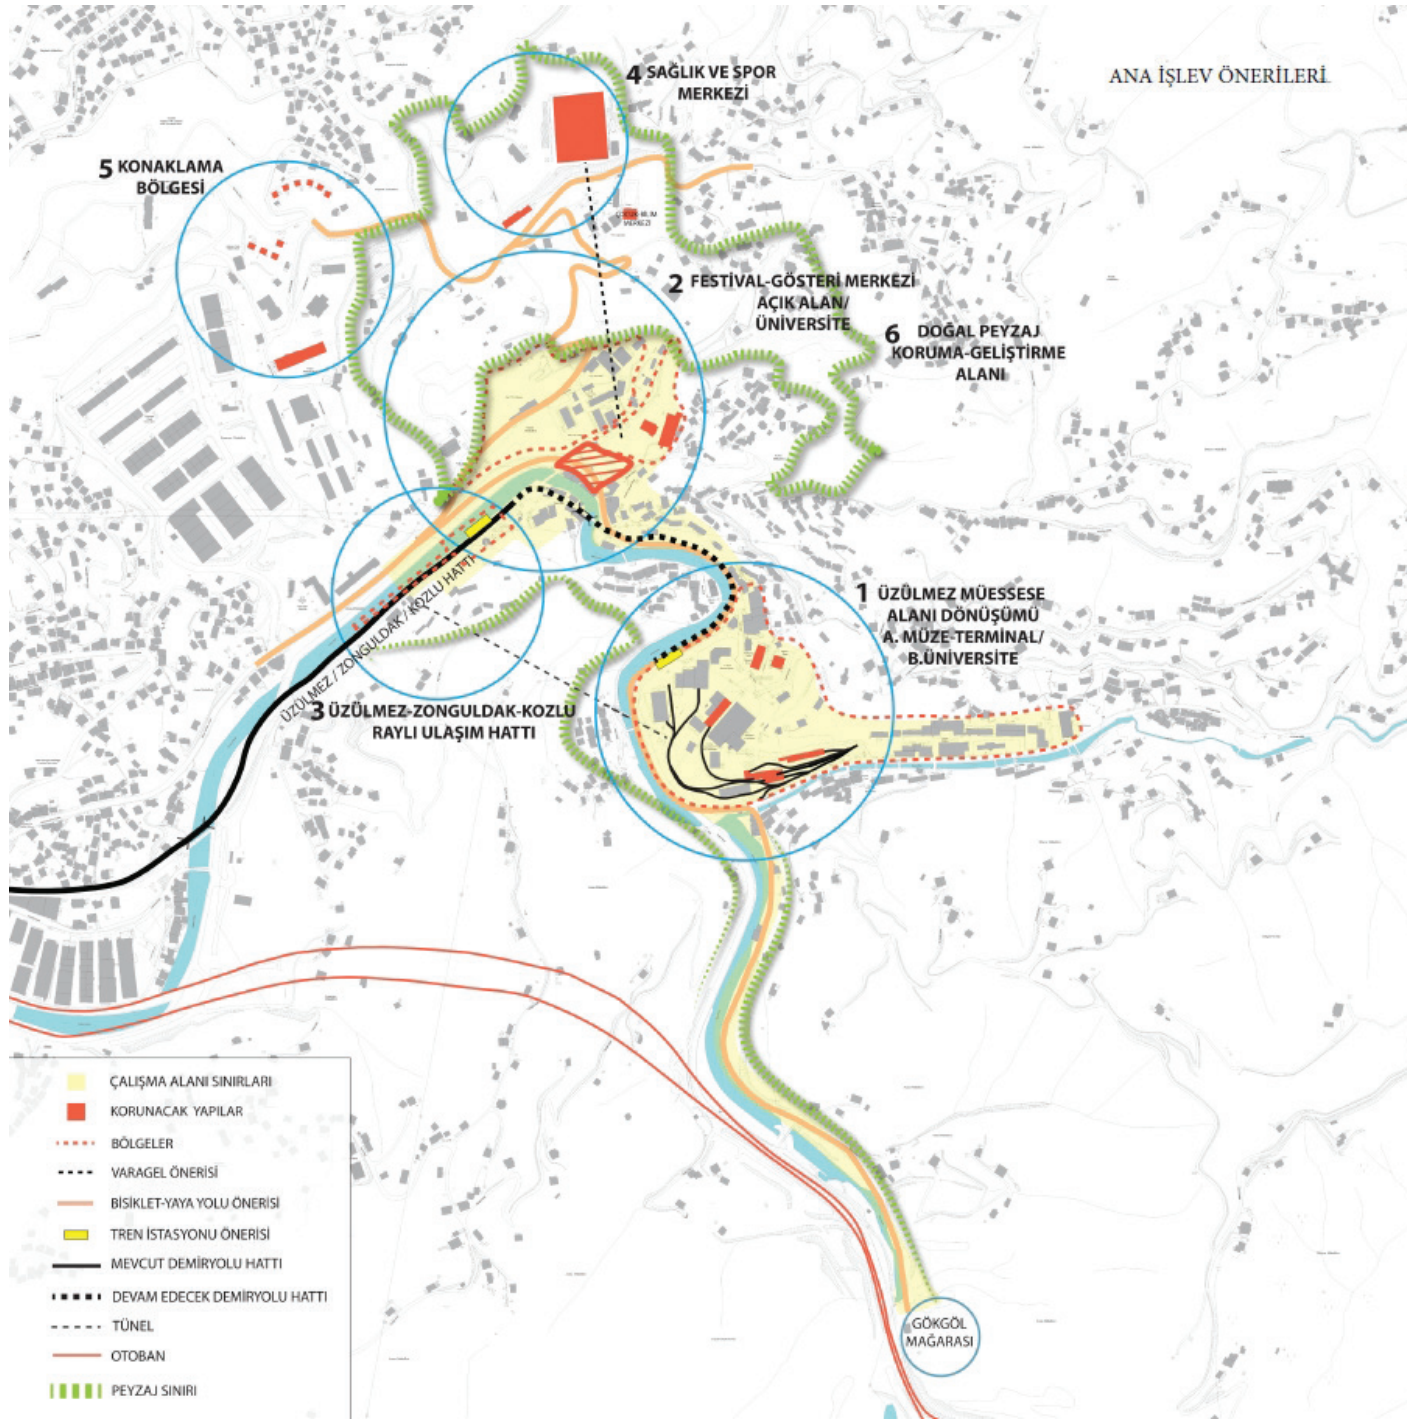 ANA İŞLEV ÖNERİLERİ
4 SAĞLIK VE SPOR
MERKEZİ
5 KONAKLAMA
BÖLGESİ
MERKEZİ
2 FESTİVAL-GÖSTERİ MERKEZİ
AÇIK ALAN/
ÜNİVERSİTE
6 DOĞAL PEYZAJ
KORUMA-GELİŞTİRME
ALANI
1 ÜZÜLMEZ MÜESSESE
ALANI DÖNÜŞÜMÜ
A. MÜZE-TERMİNAL/
B.ÜNİVERSİTE
ÜZÜLMEZ / ZONGULDAK / KOZLU HATTI
3 ÜZÜLMEZ-ZONGULDAK-KOZLU
RAYLI ULAŞIM HATTI
ÇALIŞMA ALANI SINIRLARI
KORUNACAK YAPILAR
BÖLGELER
VARAGEL ÖNERİSİ
BİSİKLET-YAYA YOLU ÖNERİSİ
TREN İSTASYONU ÖNERİSİ
MEVCUT DEMİRYOLU HATTI
DEVAM EDECEK DEMİRYOLU HATTI
TÜNEL
OTOBAN
PEYZAJ SINIRI
GÖKGÖL
MAĞARASI